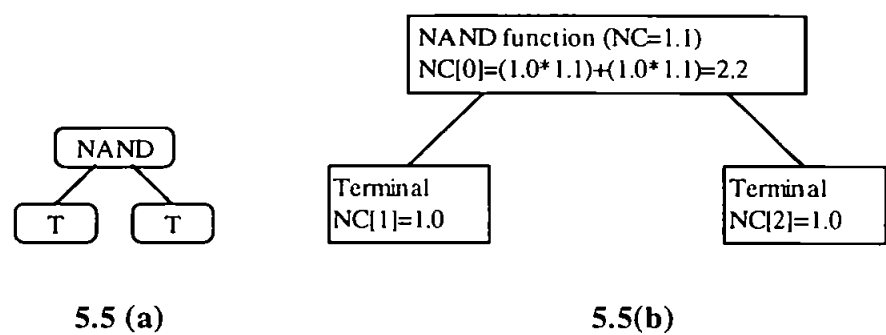 NAND function (NC=1.1)
NC[0]=(1.0*1.1)+(1.0*1.1)=2.2
NAND
T
T
Terminal
NC[1]=1.0
Terminal
NC[2]=1.0
5.5 (a)
5.5(b)